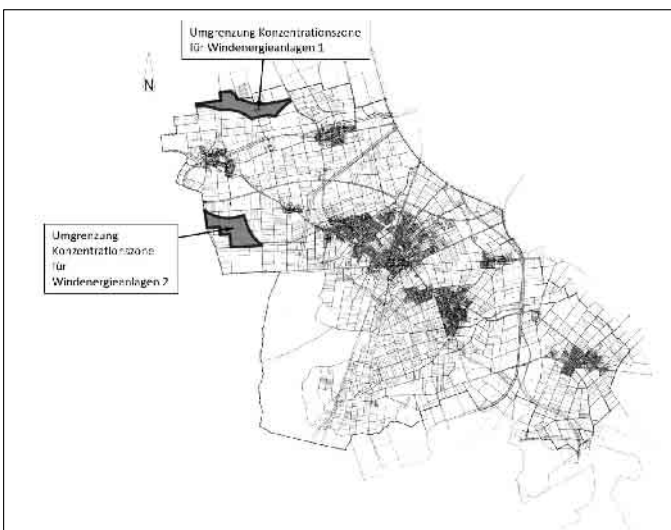 Umgrenzung Konzentrationszone
für Windenergieanlagen 1
N
Umgrenzung
Konzentrationszone
für
Windenergieanlagen 2